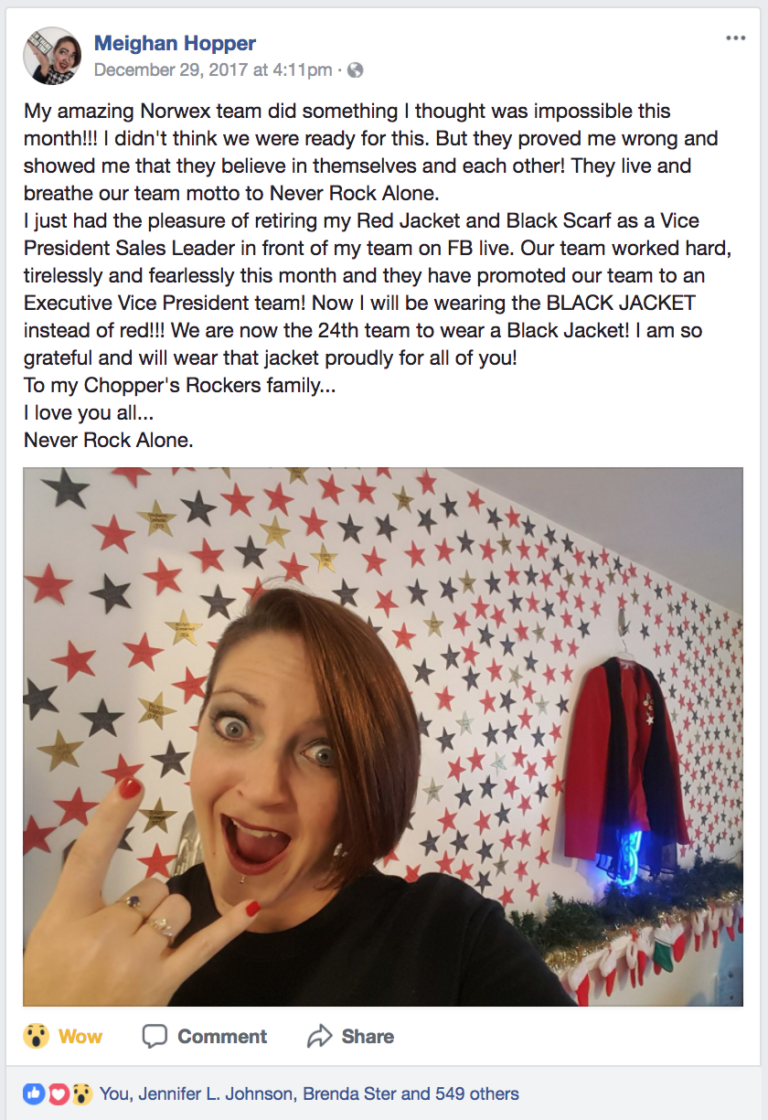 Meighan Hopper
December 29, 2017 at 4:11pm ·
My amazing Norwex team did something I thought was impossible this
month!!! I didn't think we were ready for this. But they proved me wrong and
showed me that they believe in themselves and each other! They live and
breathe our team motto to Never Rock Alone.
I just had the pleasure of retiring my Red Jacket and Black Scarf as a Vice
President Sales Leader in front of my team on FB live. Our team worked hard,
tirelessly and fearlessly this month and they have promoted our team to an
Executive Vice President team! Now I will be wearing the BLACK JACKET
instead of red!!! We are now the 24th team to wear a Black Jacket! I am so
grateful and will wear that jacket proudly for all of you!
To my Chopper's Rockers family...
I love you all...
Never Rock Alone.
Wow Comment Share
You, Jennifer L. Johnson, Brenda Ster and 549 others